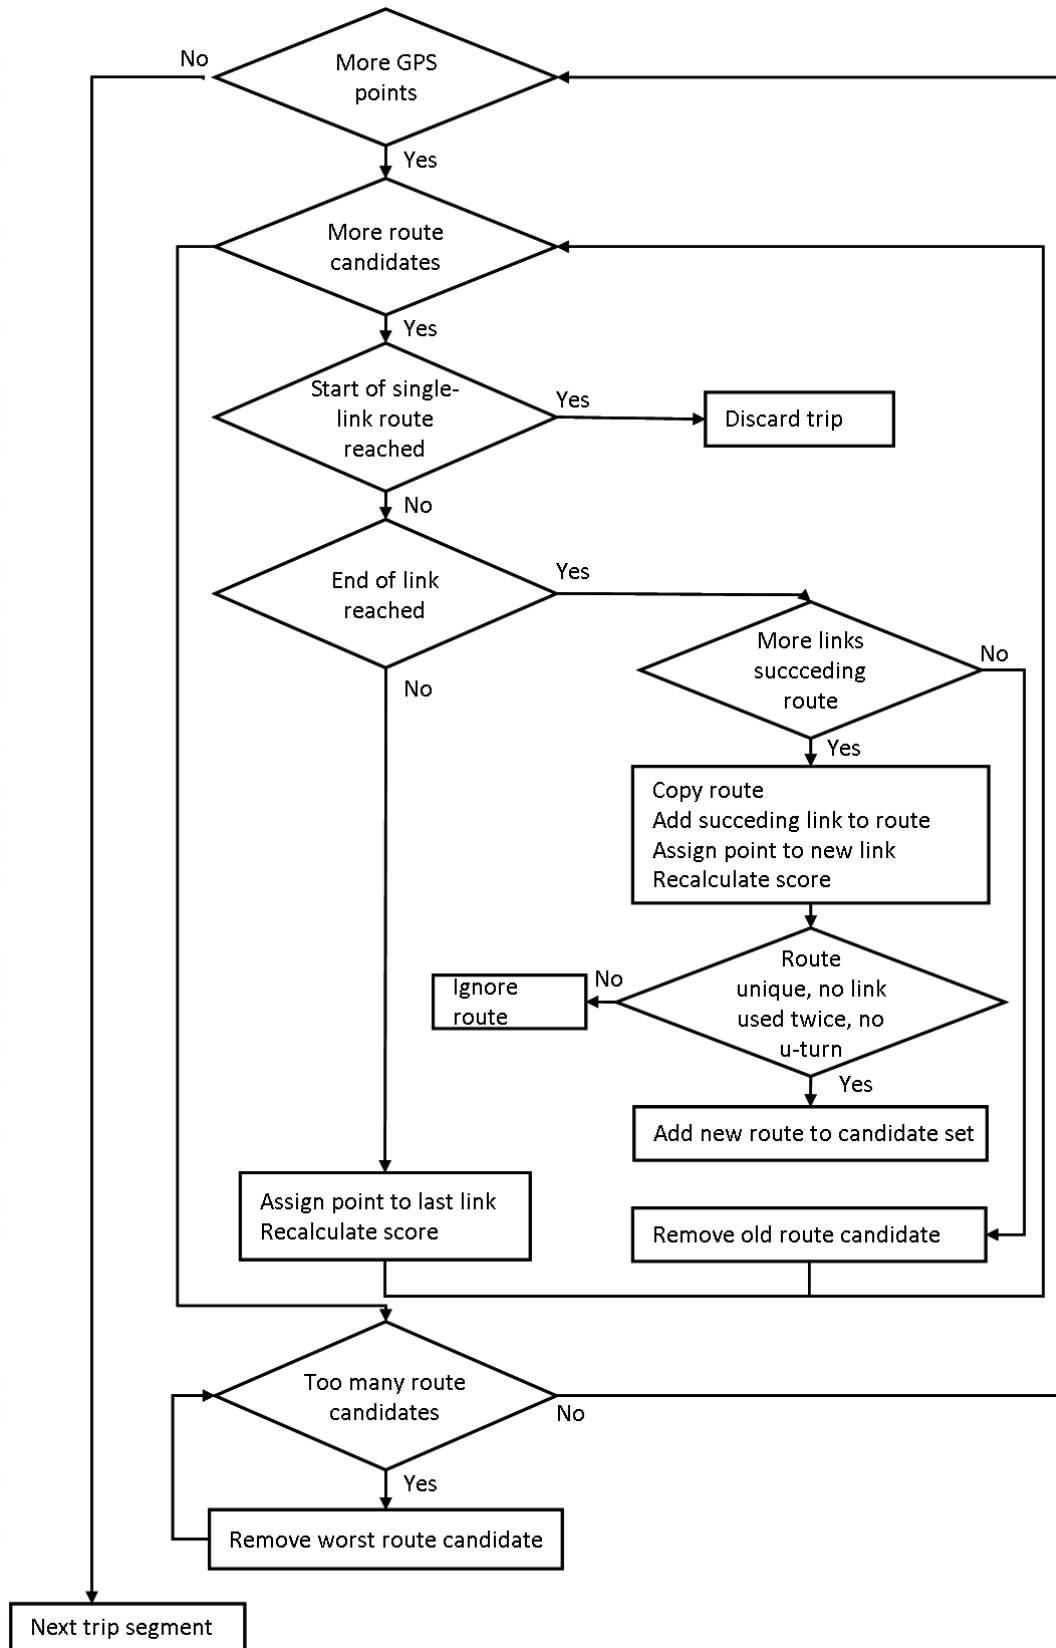 No
More GPS
points
Yes
More route
candidates
Yes
Start of single-
link route
reached
Yes
Discard trip
No
End of link
reached
Yes
More links
succceding
route
No
No
Yes
Copy route
Add succeding link to route
Assign point to new link
Recalculate score
Route
unique, no link
used twice, no
u-turn
No
Ignore
route
Yes
Add new route to candidate set
Assign point to last link
Recalculate score
Remove old route candidate
Too many route
candidates
No
Yes
Remove worst route candidate
Next trip segment